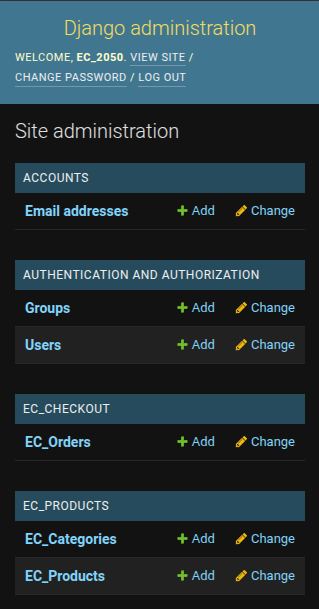 Django administration
WELCOME, EC_2050. VIEW SITE /
CHANGE PASSWORD / LOG OUT
Site administration
ACCOUNTS
Email addresses Add Change
AUTHENTICATION AND AUTHORIZATION
Groups Add Change
Users Add Change
EC_CHECKOUT
EC_Orders Add Change
EC_PRODUCTS
EC_Categories Add Change
EC_Products Add Change